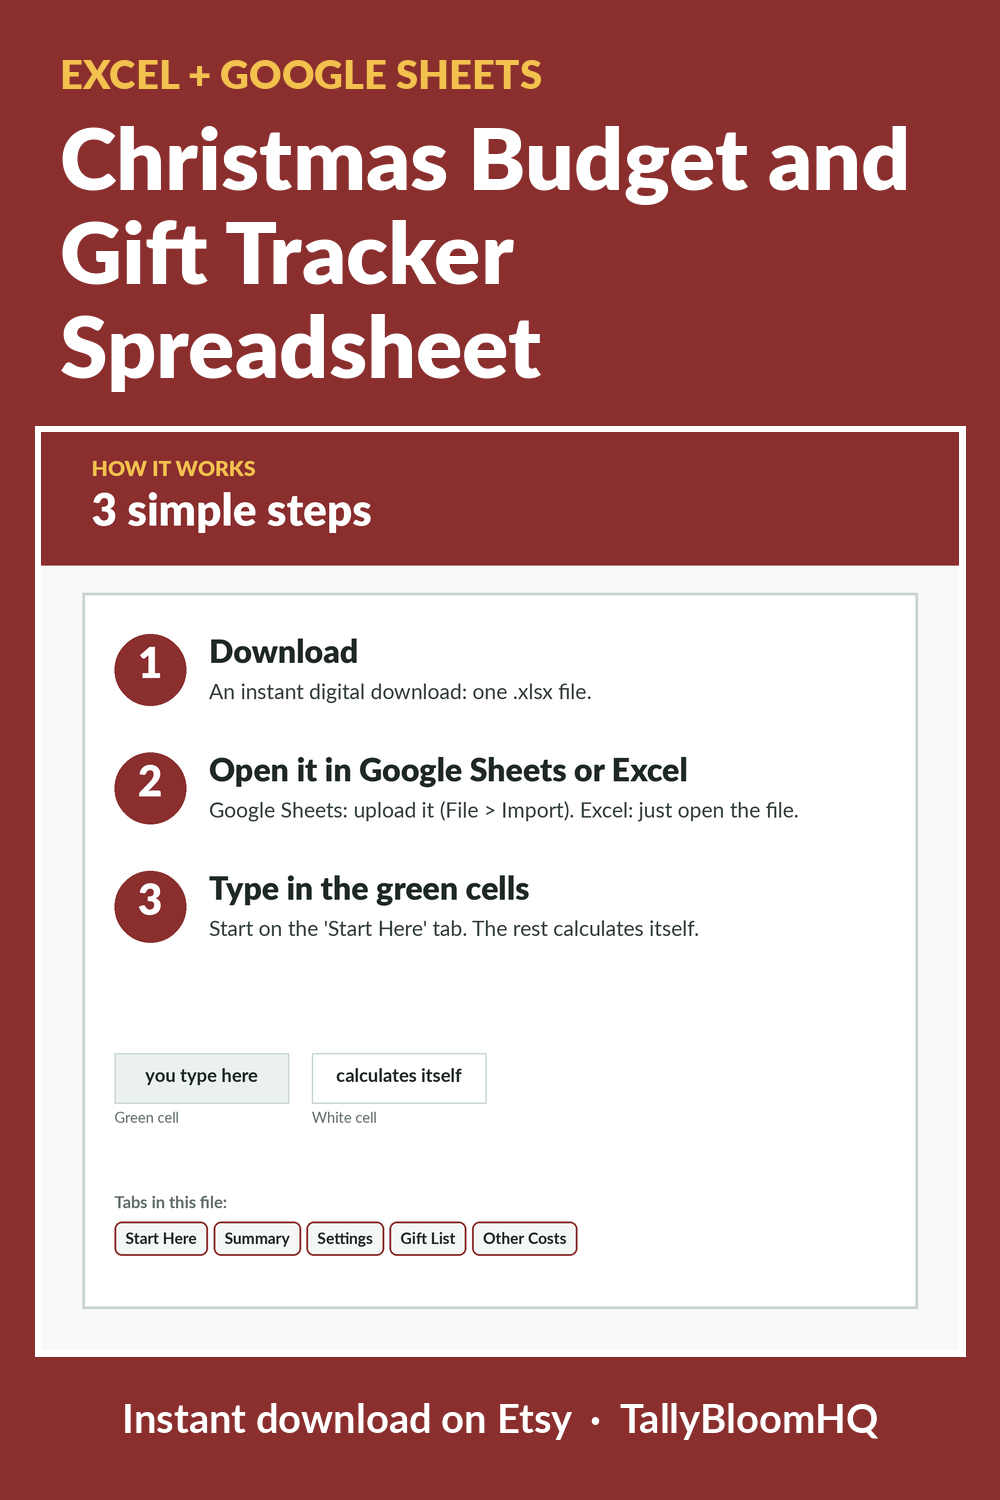 EXCEL + GOOGLE SHEETS
Christmas Budget and
Gift Tracker
Spreadsheet
HOW IT WORKS
3 simple steps
1
Download
An instant digital download: one .xlsx file.
2
Open it in Google Sheets or Excel
Google Sheets: upload it (File > Import). Excel: just open the file.
3
Type in the green cells
Start on the 'Start Here' tab. The rest calculates itself.
you type here calculates itself
Green cell White cell
Tabs in this file:
Start Here Summary Settings Gift List Other Costs
Instant download on Etsy · TallyBloomHQ